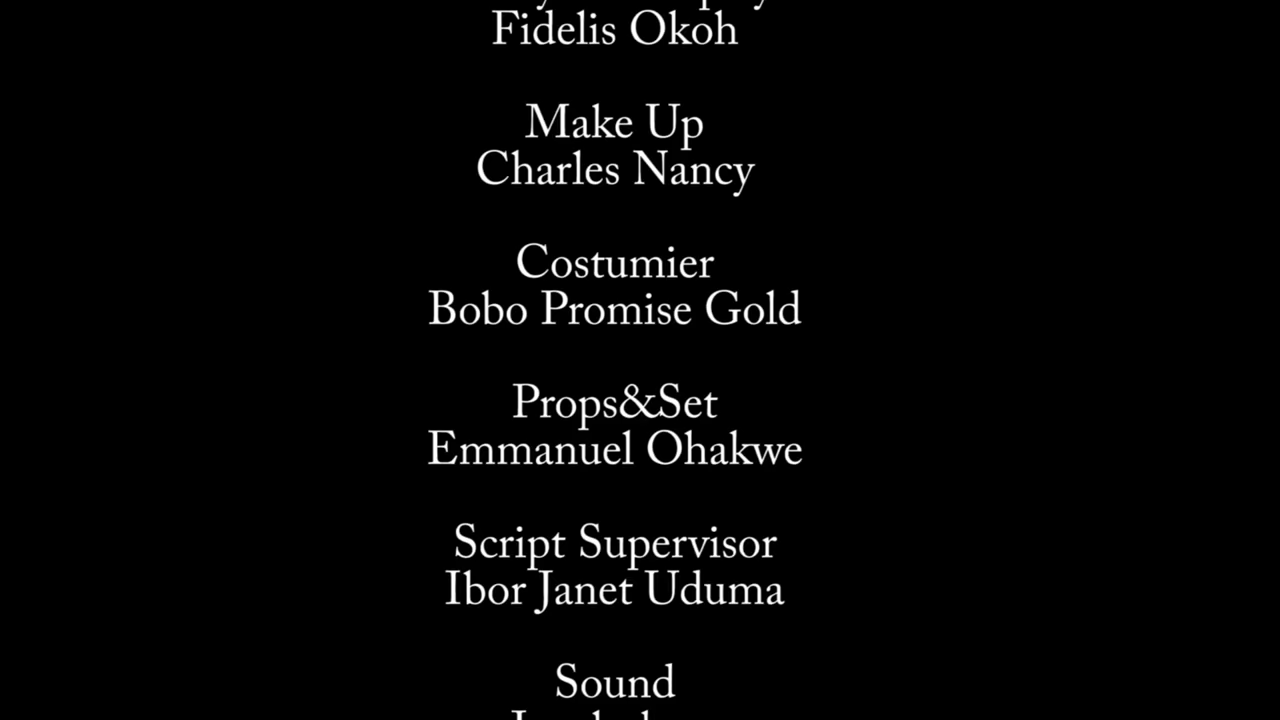 Fidelis Okoh
Make Up
Charles Nancy
Costumier
Bobo Promise Gold
Props&Set
Emmanuel Ohakwe
Script Supervisor
Ibor Janet Uduma
Sound